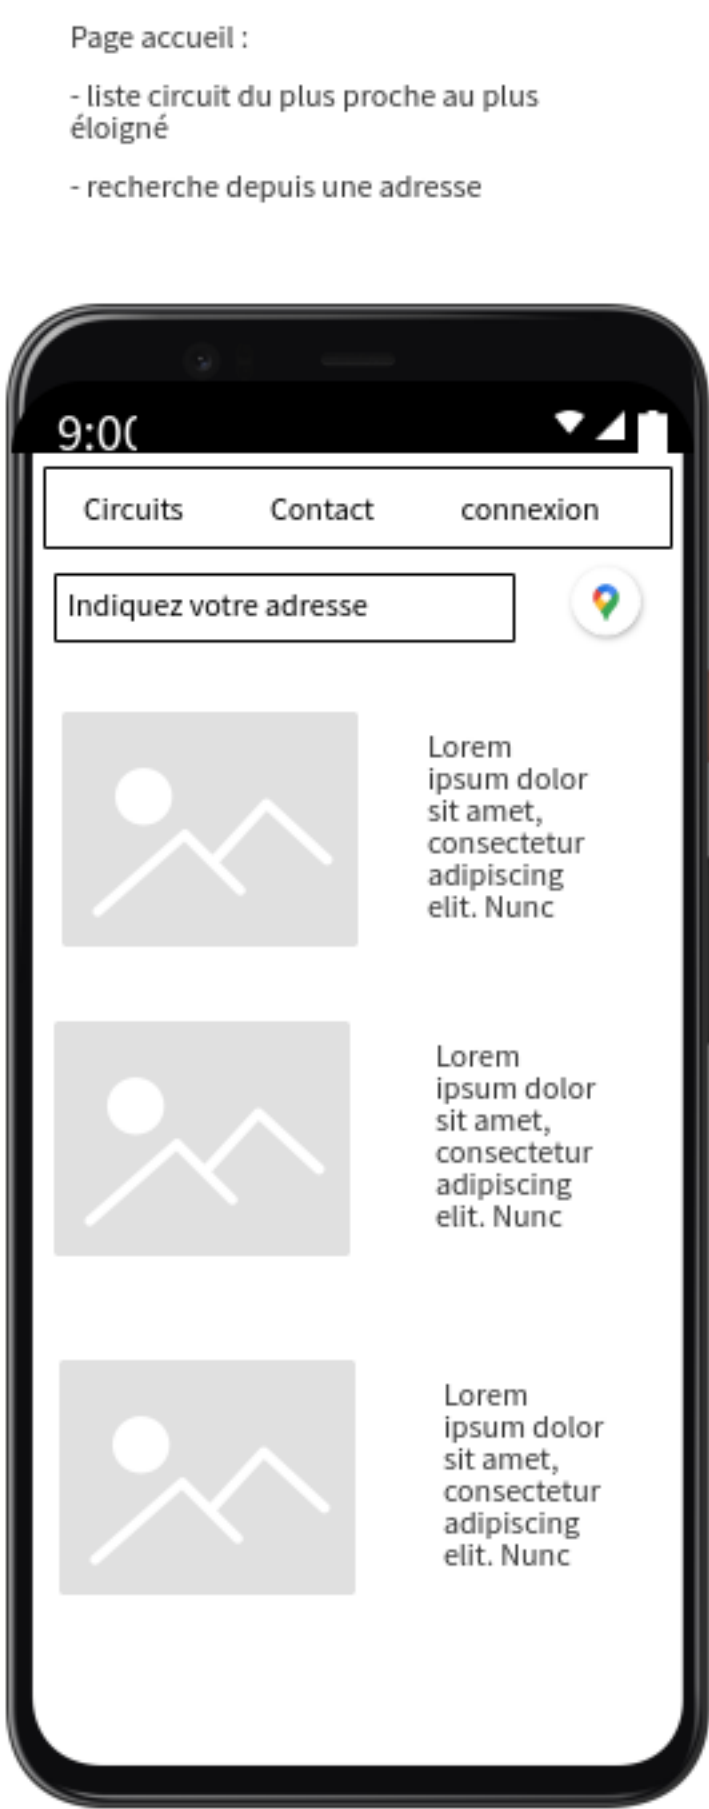 Page accueil :
- liste circuit du plus proche au plus
éloigné
- recherche depuis une adresse
9:0
Circuits Contact connexion
Indiquez votre adresse
Lorem
ipsum dolor
sit amet,
consectetur
adipiscing
elit. Nunc
Lorem
ipsum dolor
sit amet,
consectetur
adipiscing
elit. Nunc
Lorem
ipsum dolor
sit amet,
consectetur
adipiscing
elit. Nunc